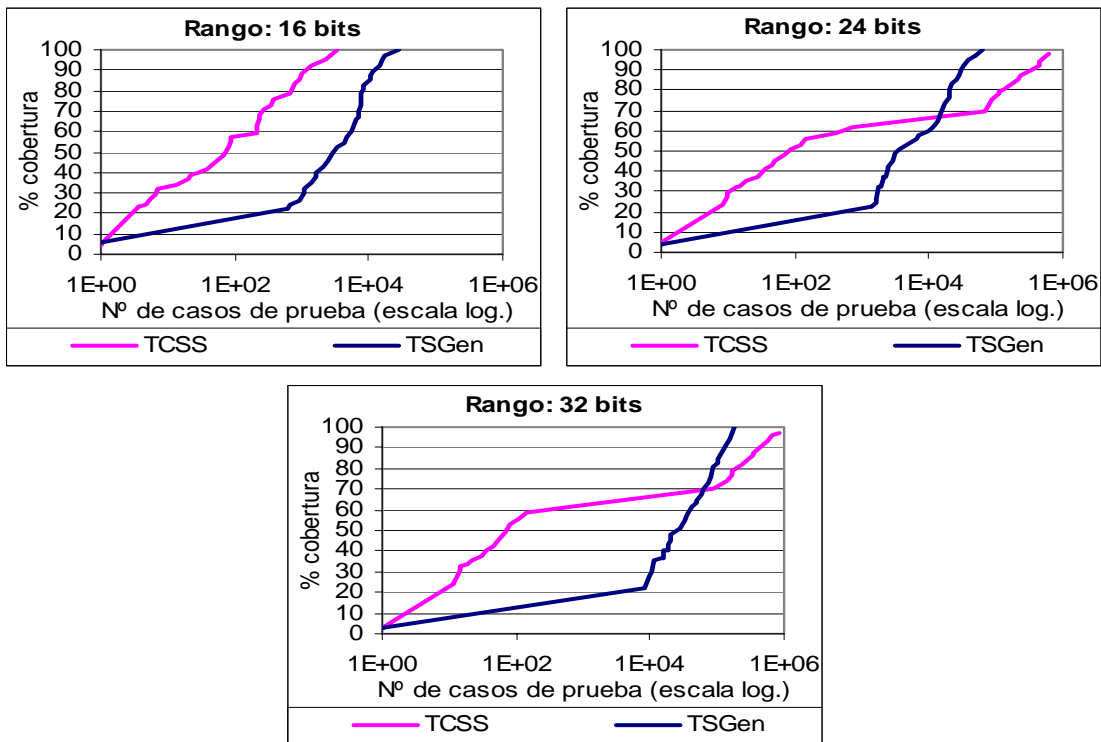 Rango: 16 bits
100
90
80
70
60
50
40
30
20
10
0
% cobertura
1E+00 1E+02 1E+04 1E+06
Nº de casos de prueba (escala log.)
TCSS TSGen
Rango: 24 bits
100
90
80
70
60
50
40
30
20
10
0
% cobertura
1E+00 1E+02 1E+04 1E+06
Nº de casos de prueba (escala log.)
TCSS TSGen
Rango: 32 bits
100
90
80
70
60
50
40
30
20
10
0
% cobertura
1E+00 1E+02 1E+04 1E+06
Nº de casos de prueba (escala log.)
TCSS TSGen